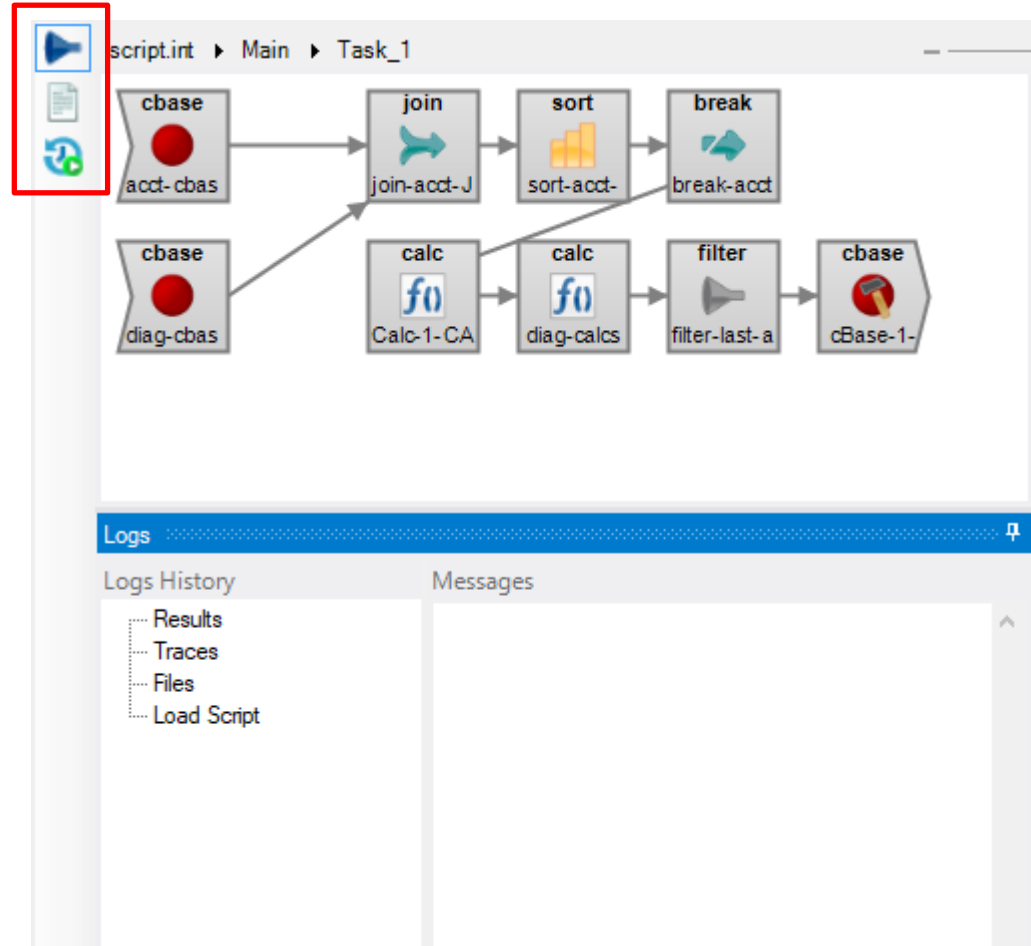 script.int Main Task_1
cbase join sort break
acct-cbas join-acct-J sort-acct- break-acct
cbase calc calc filter cbase
f() f()
diag-cbas Calc-1-CA diag-calcs filter-last-a cBase-1-
Logs
Logs History Messages
Results
Traces
Files
Load Script